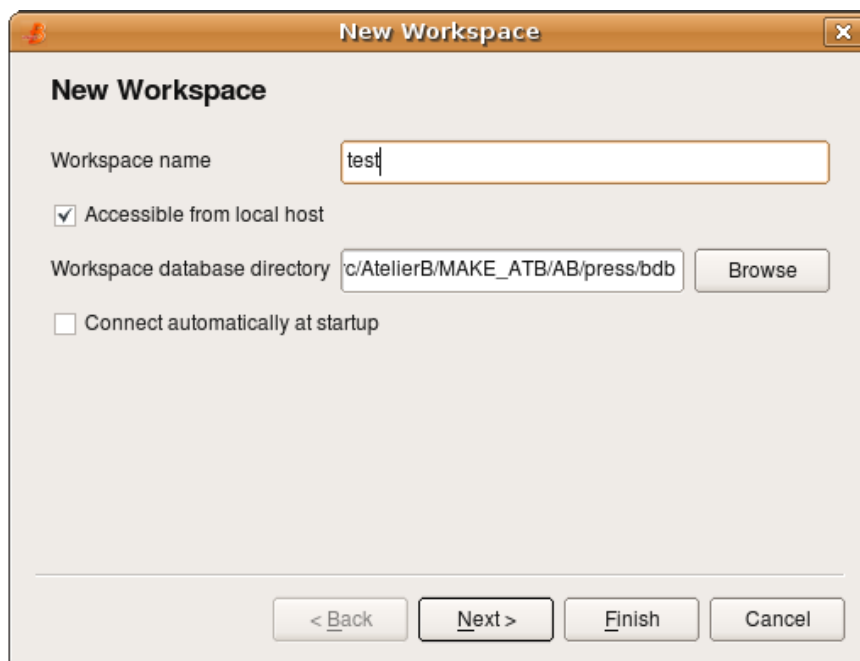 New Workspace
New Workspace
Workspace name test
Accessible from local host
Workspace database directory rc/AtelierB/MAKE_ATB/AB/press/bdb Browse
Connect automatically at startup
< Back Next > Finish Cancel